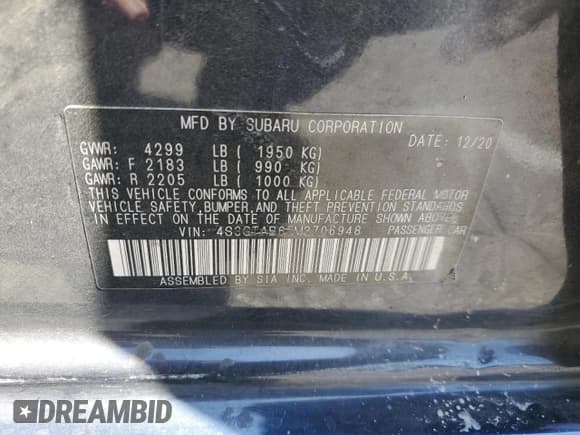 MFD BY SUBARU CORPORATION
DATE: 12/20
GVWR: 4299 LB ( 1950 KG)
GAWR: F 2183 LB ( 990 KG)
GAWR: R 2205 LB ( 1000 KG)
THIS VEHICLE CONFORMS TO ALL APPLICABLE FEDERAL MOTOR
VEHICLE SAFETY, BUMPER, AND THEFT PREVENTION STANDARDS
IN EFFECT ON THE DATE OF MANUFACTURE SHOWN ABOVE.
VIN: PASSENGER CAR
ASSEMBLED BY SIA INC. MADE IN U.S.A.
DREAMBID